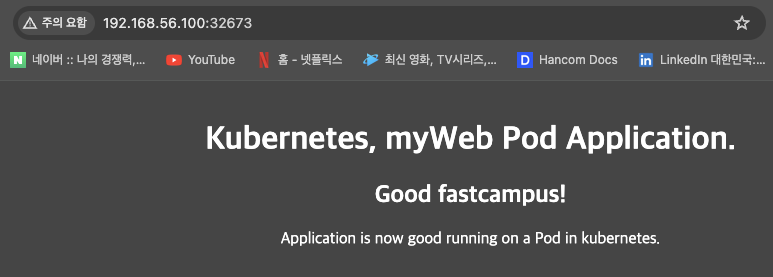 주의 요함 192.168.56.100:32673
네이버 :: 나의 경쟁력,... YouTube 홈 - 넷플릭스 최신 영화, TV시리즈,... Hancom Docs LinkedIn 대한민국:...
Kubernetes, myWeb Pod Application.
Good fastcampus!
Application is now good running on a Pod in kubernetes.